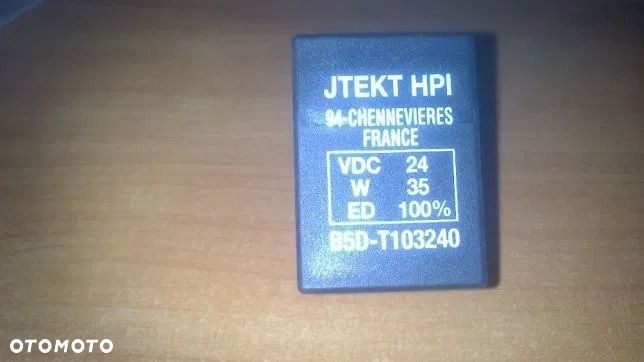 JTEKT HPI
94-CHENNEVIERES
FRANCE
VDC 24
W 35
ED 100%
B5D-T103240
OTOMOTO